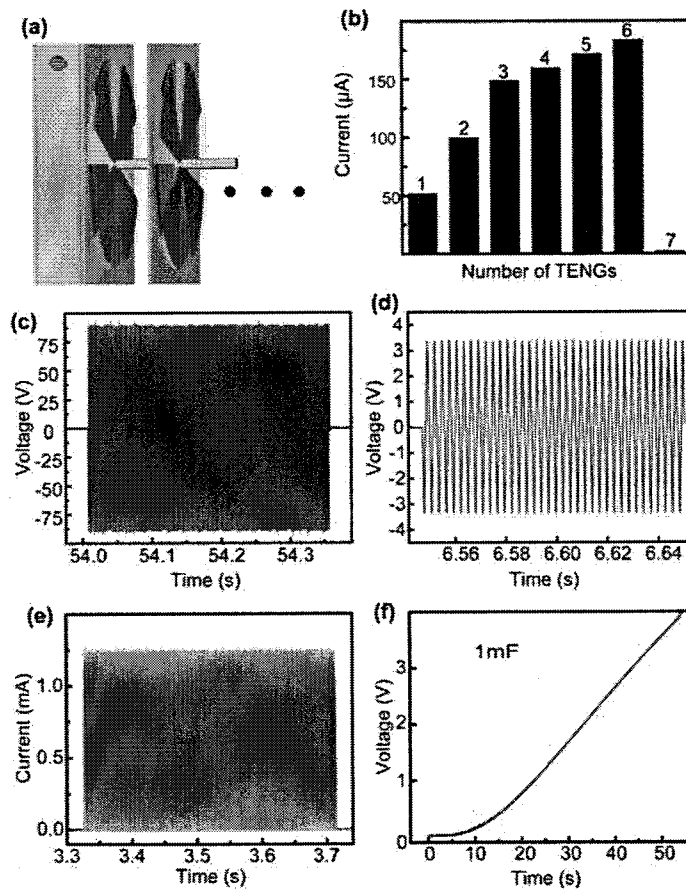 (a)
(b)
Current (μA)
150
100
50
1
2
3
4
5
6
7
Number of TENGs
(c)
Voltage (V)
75
50
25
0
-25
-50
-75
54.0 54.1 54.2 54.3
Time (s)
(d)
Voltage (V)
4
3
2
1
0
-1
-2
-3
-4
6.56 6.58 6.60 6.62 6.64
Time (s)
(e)
Current (mA)
1.0
0.5
0.0
3.3 3.4 3.5 3.6 3.7
Time (s)
(f)
1mF
Voltage (V)
3
2
1
0
0 10 20 30 40 50
Time (s)